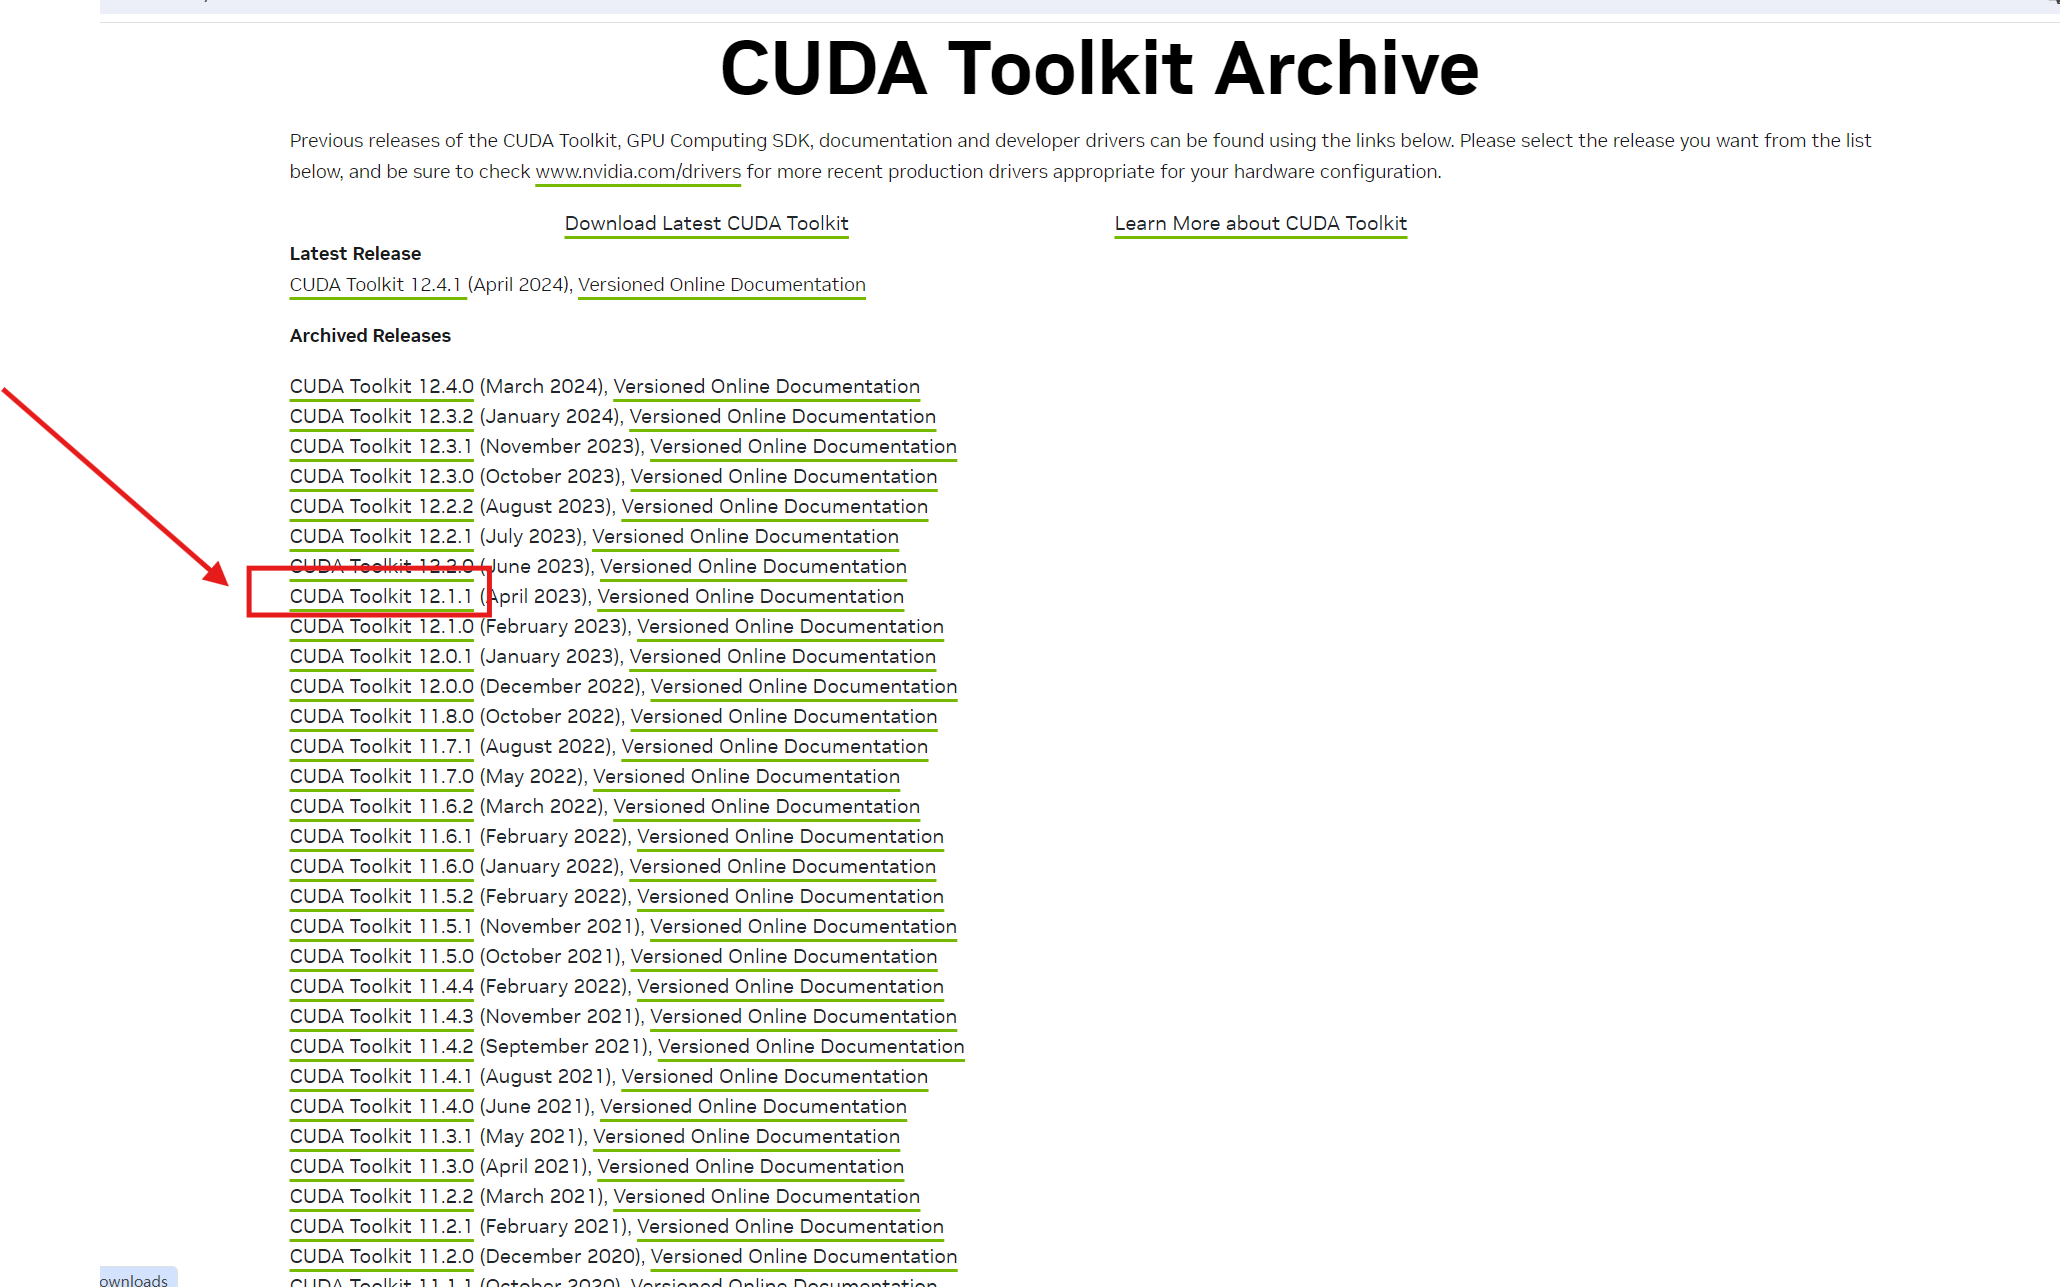 CUDA Toolkit Archive
Previous releases of the CUDA Toolkit, GPU Computing SDK, documentation and developer drivers can be found using the links below. Please select the release you want from the list
below, and be sure to check www.nvidia.com/drivers for more recent production drivers appropriate for your hardware configuration.
Download Latest CUDA Toolkit
Learn More about CUDA Toolkit
Latest Release
CUDA Toolkit 12.4.1 (April 2024), Versioned Online Documentation
Archived Releases
CUDA Toolkit 12.4.0 (March 2024), Versioned Online Documentation
CUDA Toolkit 12.3.2 (January 2024), Versioned Online Documentation
CUDA Toolkit 12.3.1 (November 2023), Versioned Online Documentation
CUDA Toolkit 12.3.0 (October 2023), Versioned Online Documentation
CUDA Toolkit 12.2.2 (August 2023), Versioned Online Documentation
CUDA Toolkit 12.2.1 (July 2023), Versioned Online Documentation
CUDA Toolkit 12.2.0 (June 2023), Versioned Online Documentation
CUDA Toolkit 12.1.1 (April 2023), Versioned Online Documentation
CUDA Toolkit 12.1.0 (February 2023), Versioned Online Documentation
CUDA Toolkit 12.0.1 (January 2023), Versioned Online Documentation
CUDA Toolkit 12.0.0 (December 2022), Versioned Online Documentation
CUDA Toolkit 11.8.0 (October 2022), Versioned Online Documentation
CUDA Toolkit 11.7.1 (August 2022), Versioned Online Documentation
CUDA Toolkit 11.7.0 (May 2022), Versioned Online Documentation
CUDA Toolkit 11.6.2 (March 2022), Versioned Online Documentation
CUDA Toolkit 11.6.1 (February 2022), Versioned Online Documentation
CUDA Toolkit 11.6.0 (January 2022), Versioned Online Documentation
CUDA Toolkit 11.5.2 (February 2022), Versioned Online Documentation
CUDA Toolkit 11.5.1 (November 2021), Versioned Online Documentation
CUDA Toolkit 11.5.0 (October 2021), Versioned Online Documentation
CUDA Toolkit 11.4.4 (February 2022), Versioned Online Documentation
CUDA Toolkit 11.4.3 (November 2021), Versioned Online Documentation
CUDA Toolkit 11.4.2 (September 2021), Versioned Online Documentation
CUDA Toolkit 11.4.1 (August 2021), Versioned Online Documentation
CUDA Toolkit 11.4.0 (June 2021), Versioned Online Documentation
CUDA Toolkit 11.3.1 (May 2021), Versioned Online Documentation
CUDA Toolkit 11.3.0 (April 2021), Versioned Online Documentation
CUDA Toolkit 11.2.2 (March 2021), Versioned Online Documentation
CUDA Toolkit 11.2.1 (February 2021), Versioned Online Documentation
CUDA Toolkit 11.2.0 (December 2020), Versioned Online Documentation
CUDA Toolkit 11.1.1 (October 2020), Versioned Online Documentation
ownloads